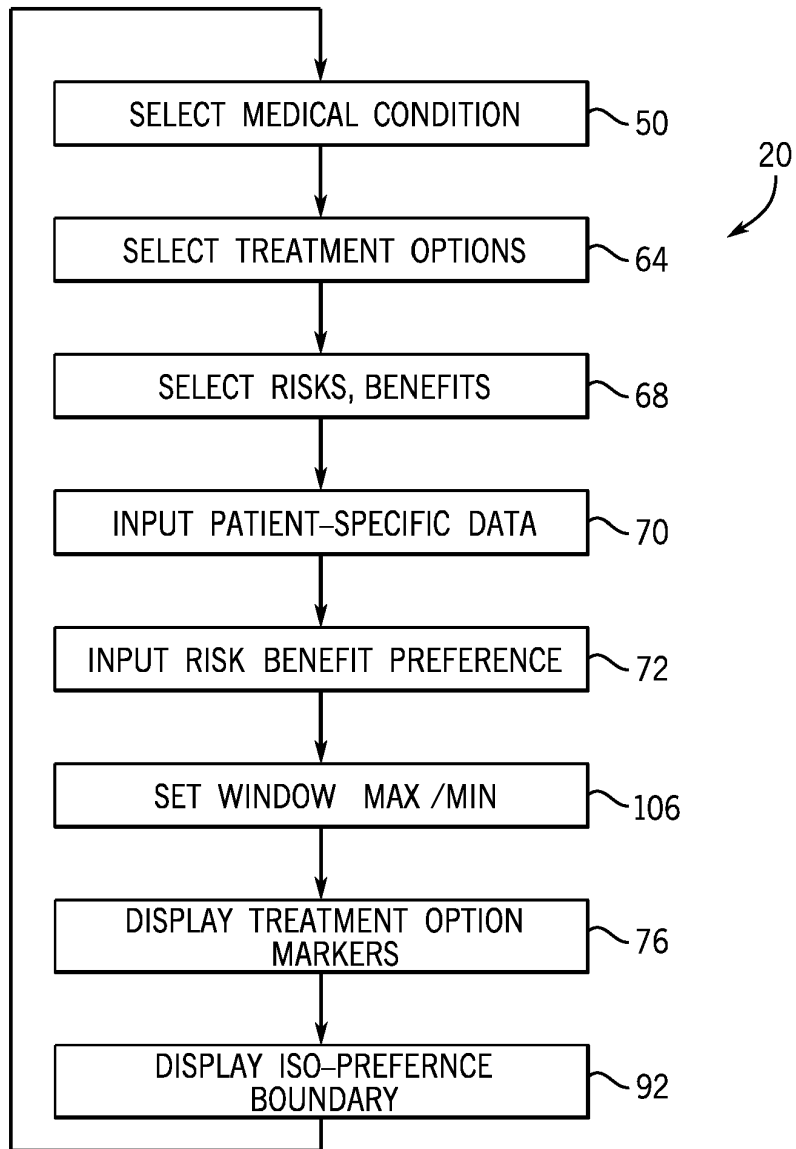 SELECT MEDICAL CONDITION
50
20
SELECT TREATMENT OPTIONS
64
SELECT RISKS, BENEFITS
68
INPUT PATIENT–SPECIFIC DATA
70
INPUT RISK BENEFIT PREFERENCE
72
SET WINDOW MAX /MIN
106
DISPLAY TREATMENT OPTION
MARKERS
76
DISPLAY ISO–PREFERNCE
BOUNDARY
92